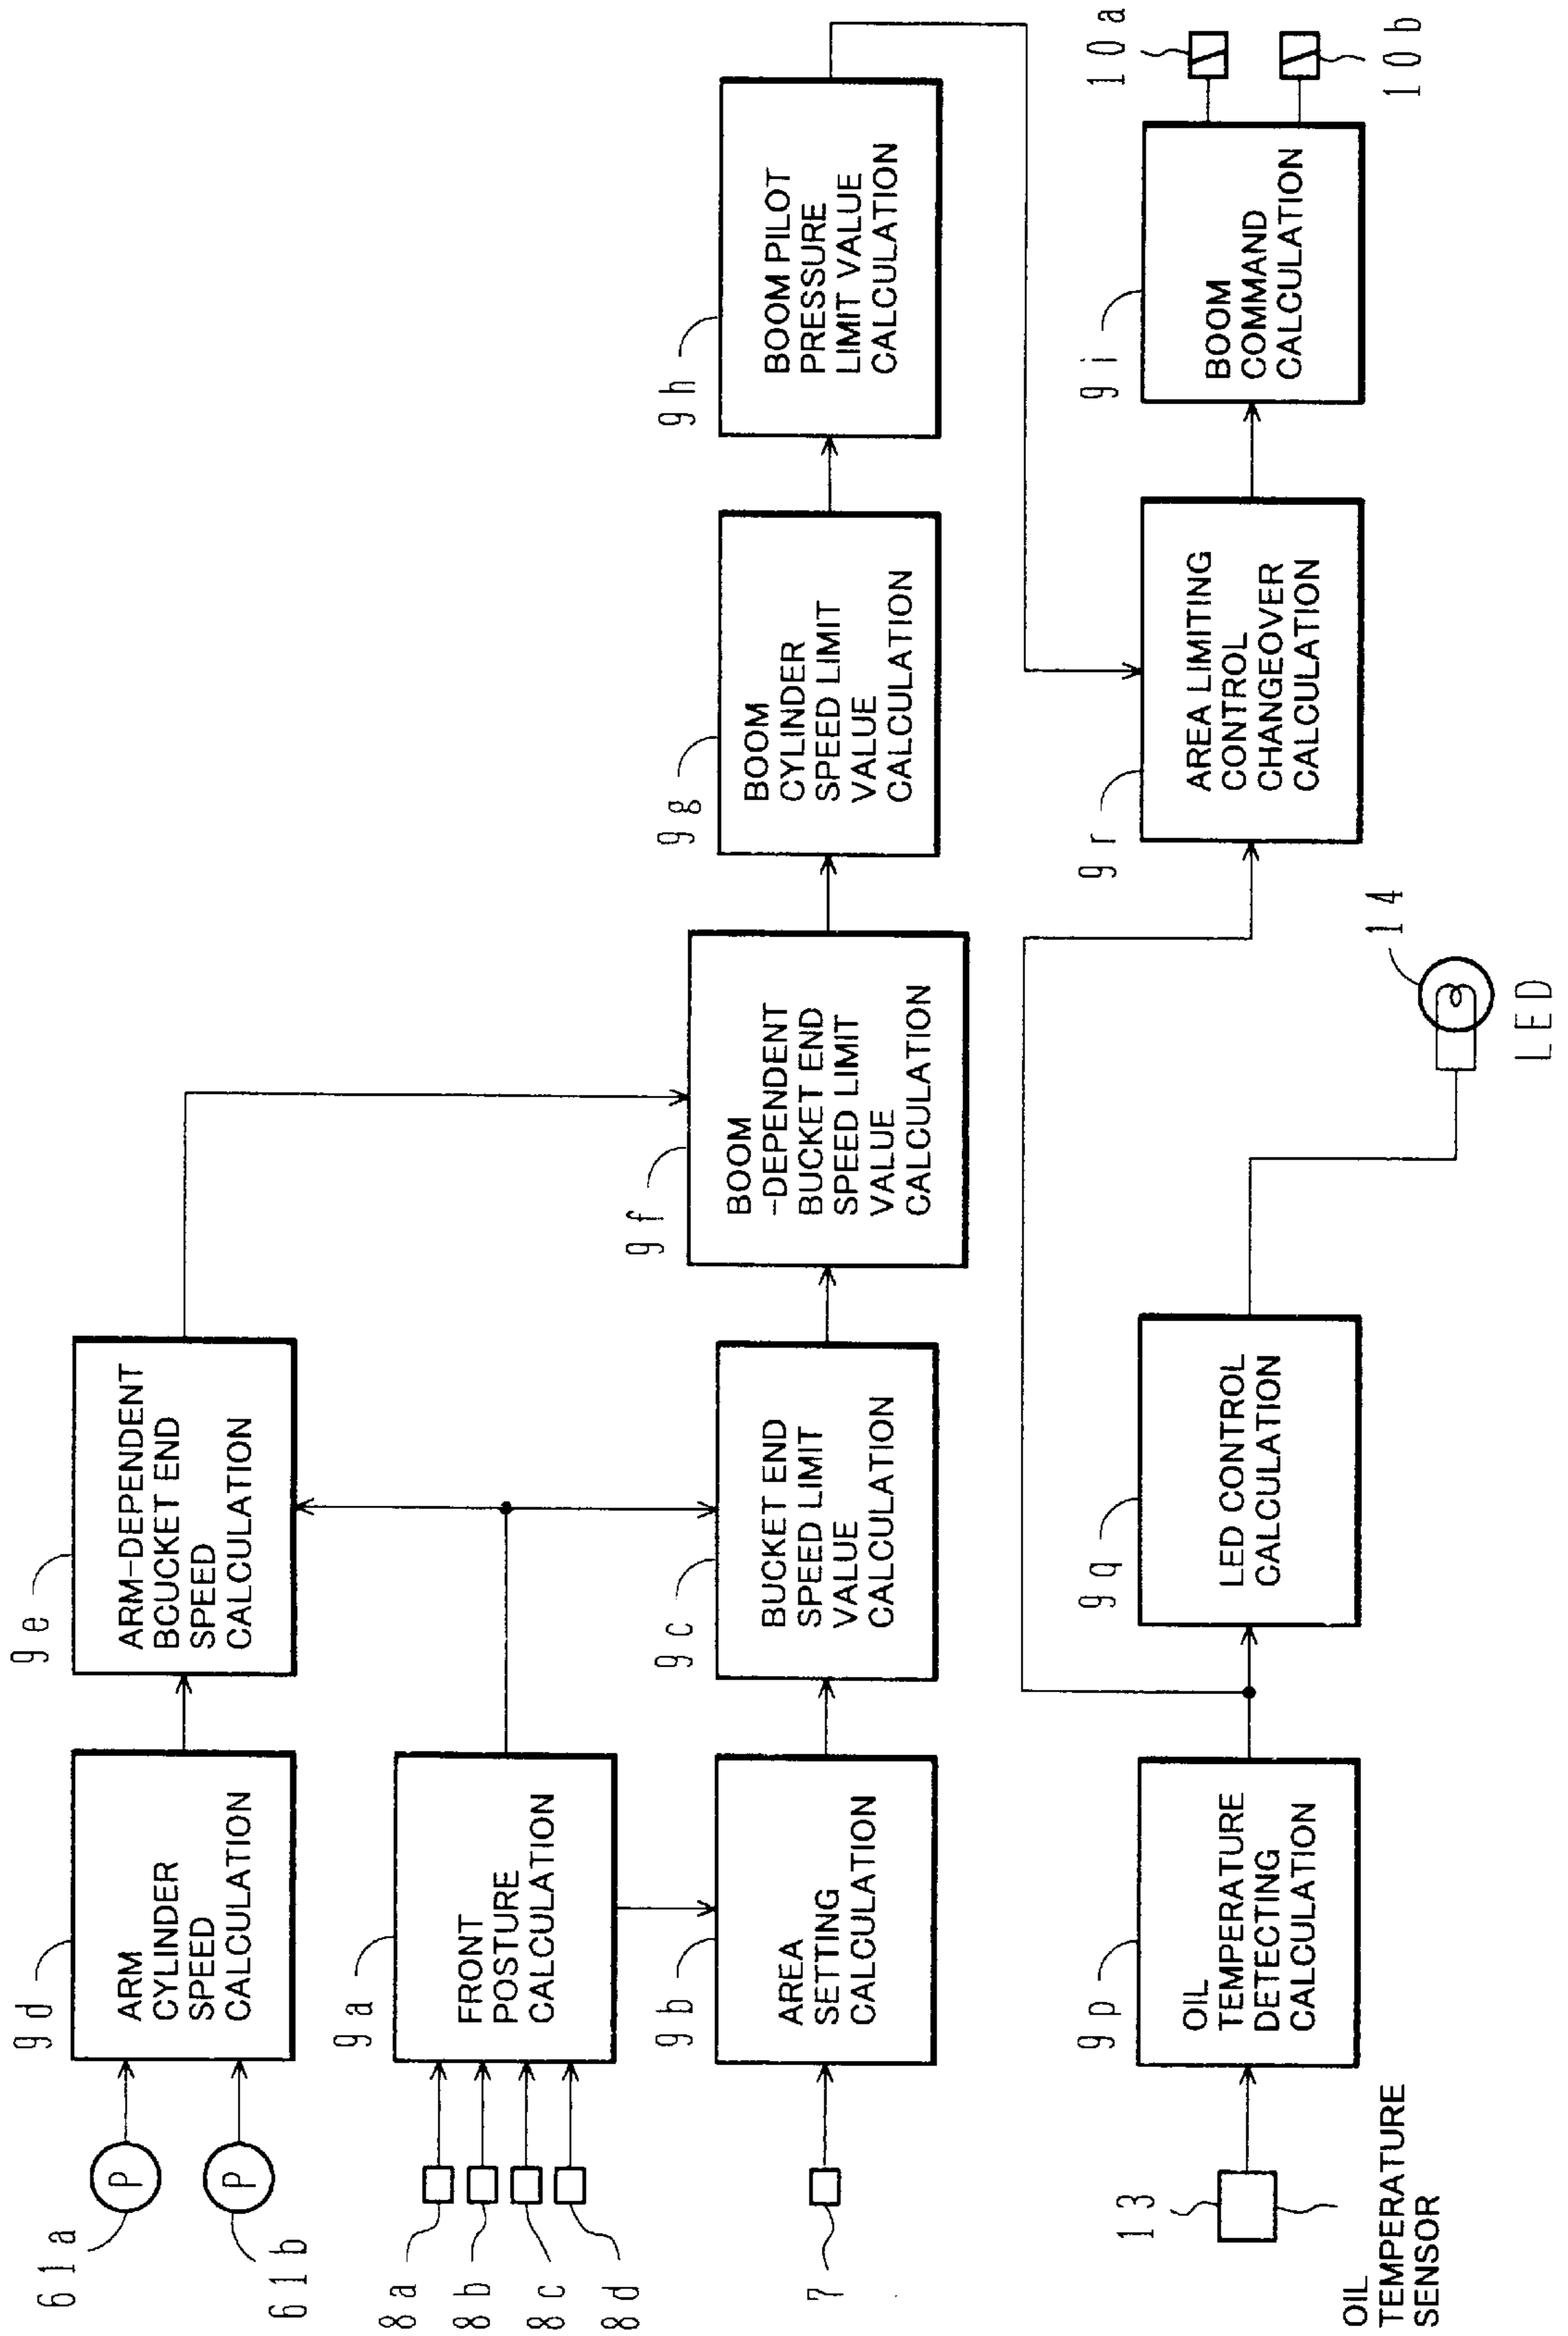 61a
P
61b
P
9d
ARM
CYLINDER
SPEED
CALCULATION
9e
ARM-DEPENDENT
BCUCKET END
SPEED
CALCULATION
8a
8b
8c
8d
9a
FRONT
POSTURE
CALCULATION
7
9b
AREA
SETTING
CALCULATION
9c
BUCKET END
SPEED LIMIT
VALUE
CALCULATION
9f
BOOM
-DEPENDENT
BUCKET END
SPEED LIMIT
VALUE
CALCULATION
9g
BOOM
CYLINDER
SPEED LIMIT
VALUE
CALCULATION
9h
BOOM PILOT
PRESSURE
LIMIT VALUE
CALCULATION
13
OIL
TEMPERATURE
SENSOR
9p
OIL
TEMPERATURE
DETECTING
CALCULATION
9q
LED CONTROL
CALCULATION
14
LED
9r
AREA LIMITING
CONTROL
CHANGEOVER
CALCULATION
9i
BOOM
COMMAND
CALCULATION
10a
10b